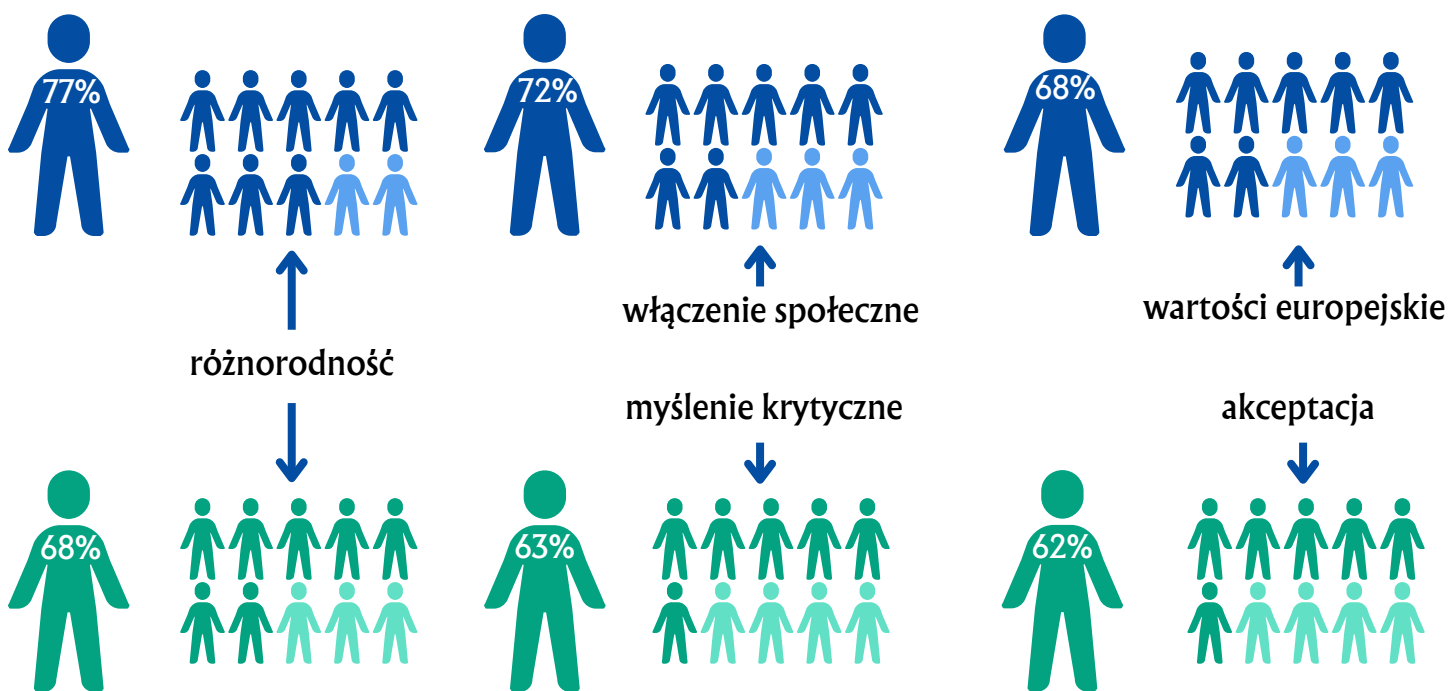 77%
72%
68%
włączenie społeczne
wartości europejskie
różnorodność
myślenie krytyczne
akceptacja
68%
63%
62%